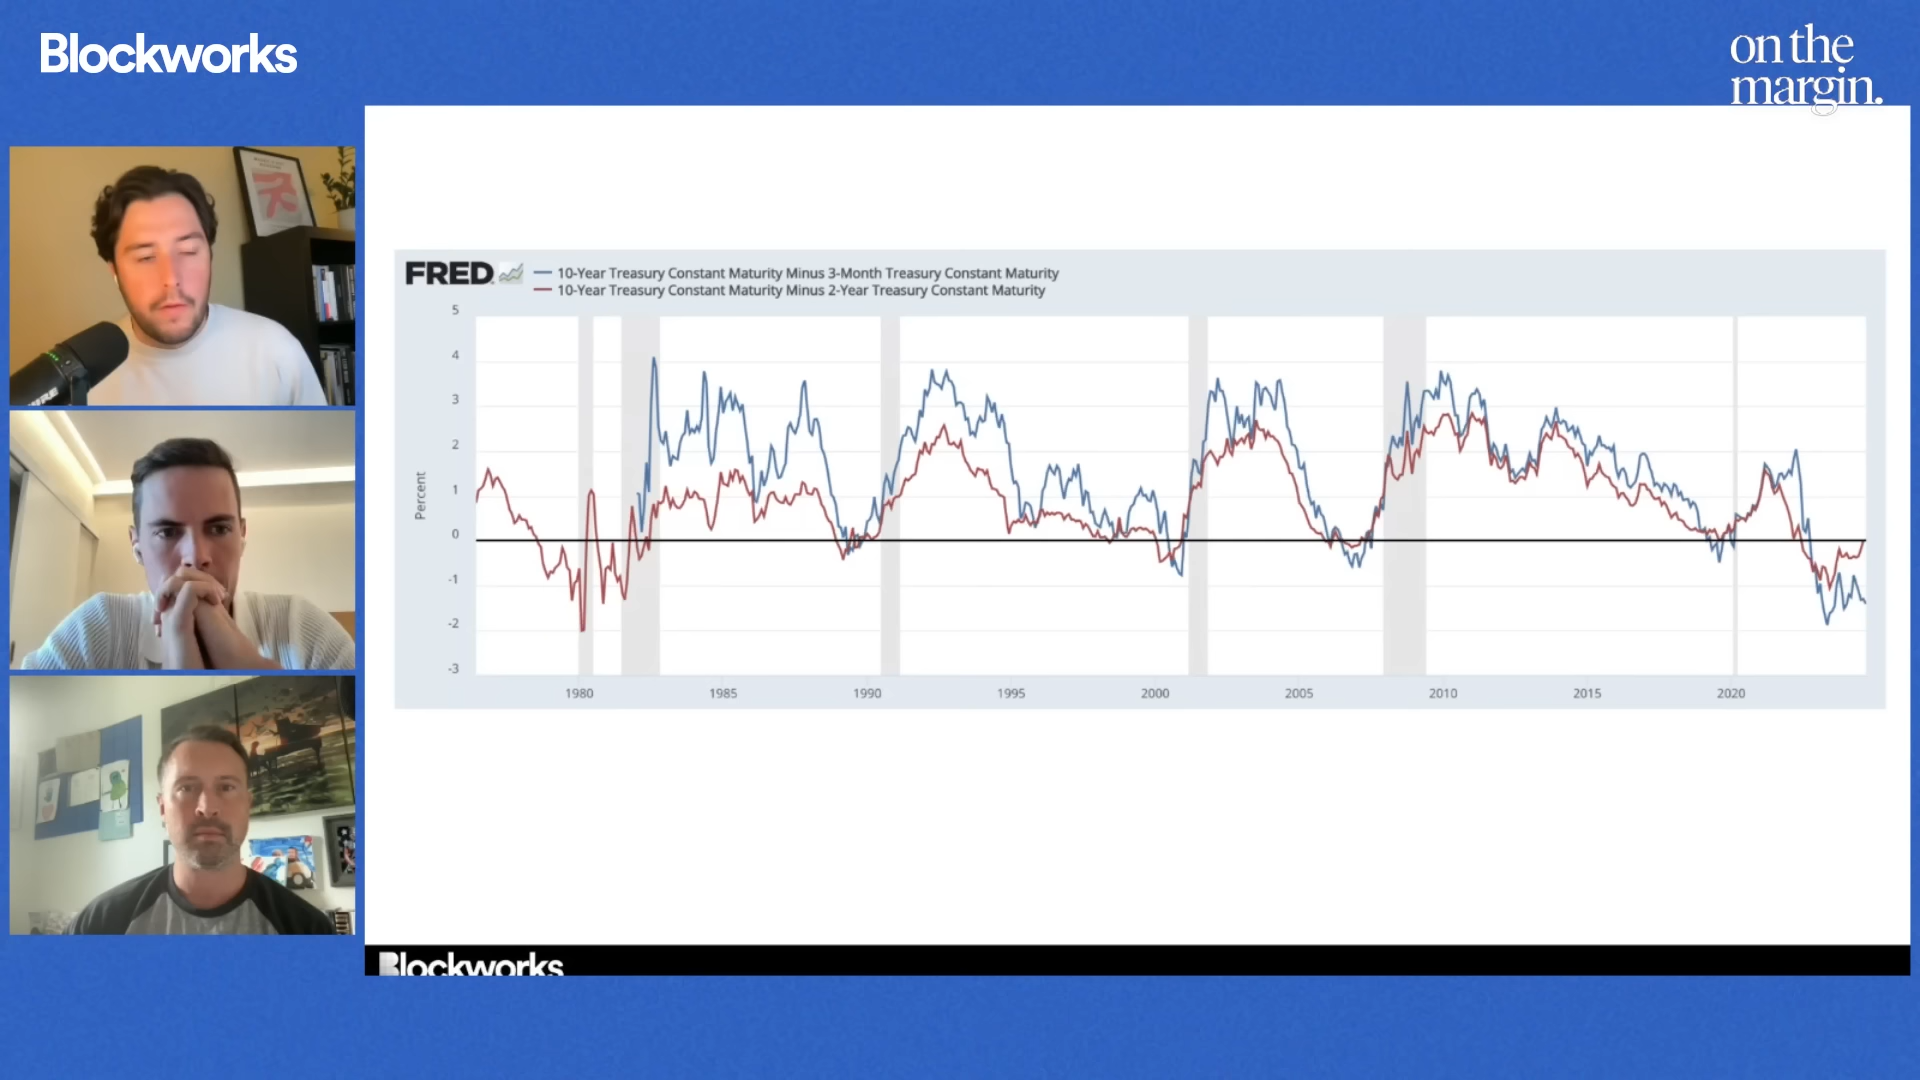 Blockworks
on the
margin.
FRED
10-Year Treasury Constant Maturity Minus 3-Month Treasury Constant Maturity
10-Year Treasury Constant Maturity Minus 2-Year Treasury Constant Maturity
5
4
3
2
1
0
-1
-2
-3
Percent
1980
1985
1990
1995
2000
2005
2010
2015
2020
Blockworks